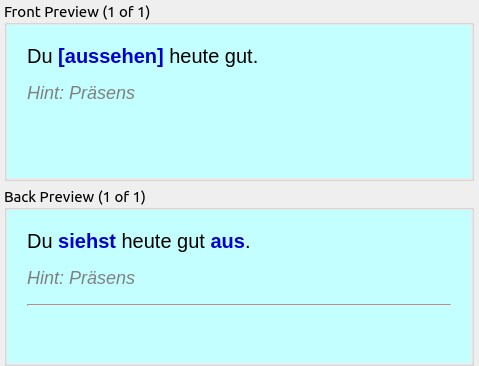 Front Preview (1 of 1)
Du [aussehen] heute gut.
Hint: Präsens
Back Preview (1 of 1)
Du siehst heute gut aus.
Hint: Präsens